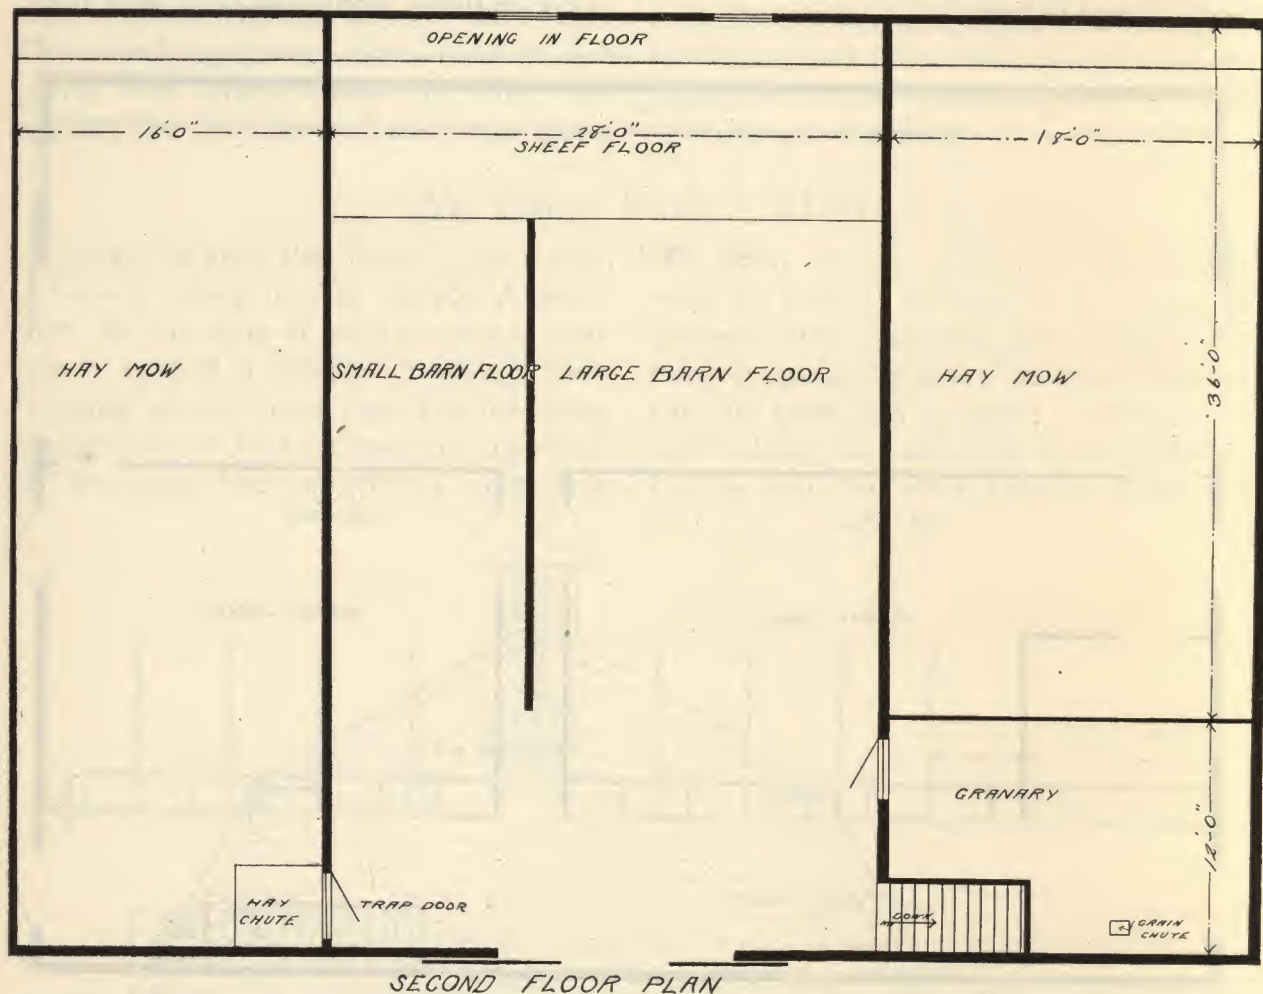 OPENING IN FLOOR
16'-0"
28'-0"
18'-0"
SHEEF FLOOR
HAY MOW
SMALL BARN FLOOR
LARGE BARN FLOOR
HAY MOW
36'-0"
GRANARY
12'-0"
HAY
CHUTE
TRAP DOOR
DOWN
GRAIN
CHUTE
SECOND FLOOR PLAN